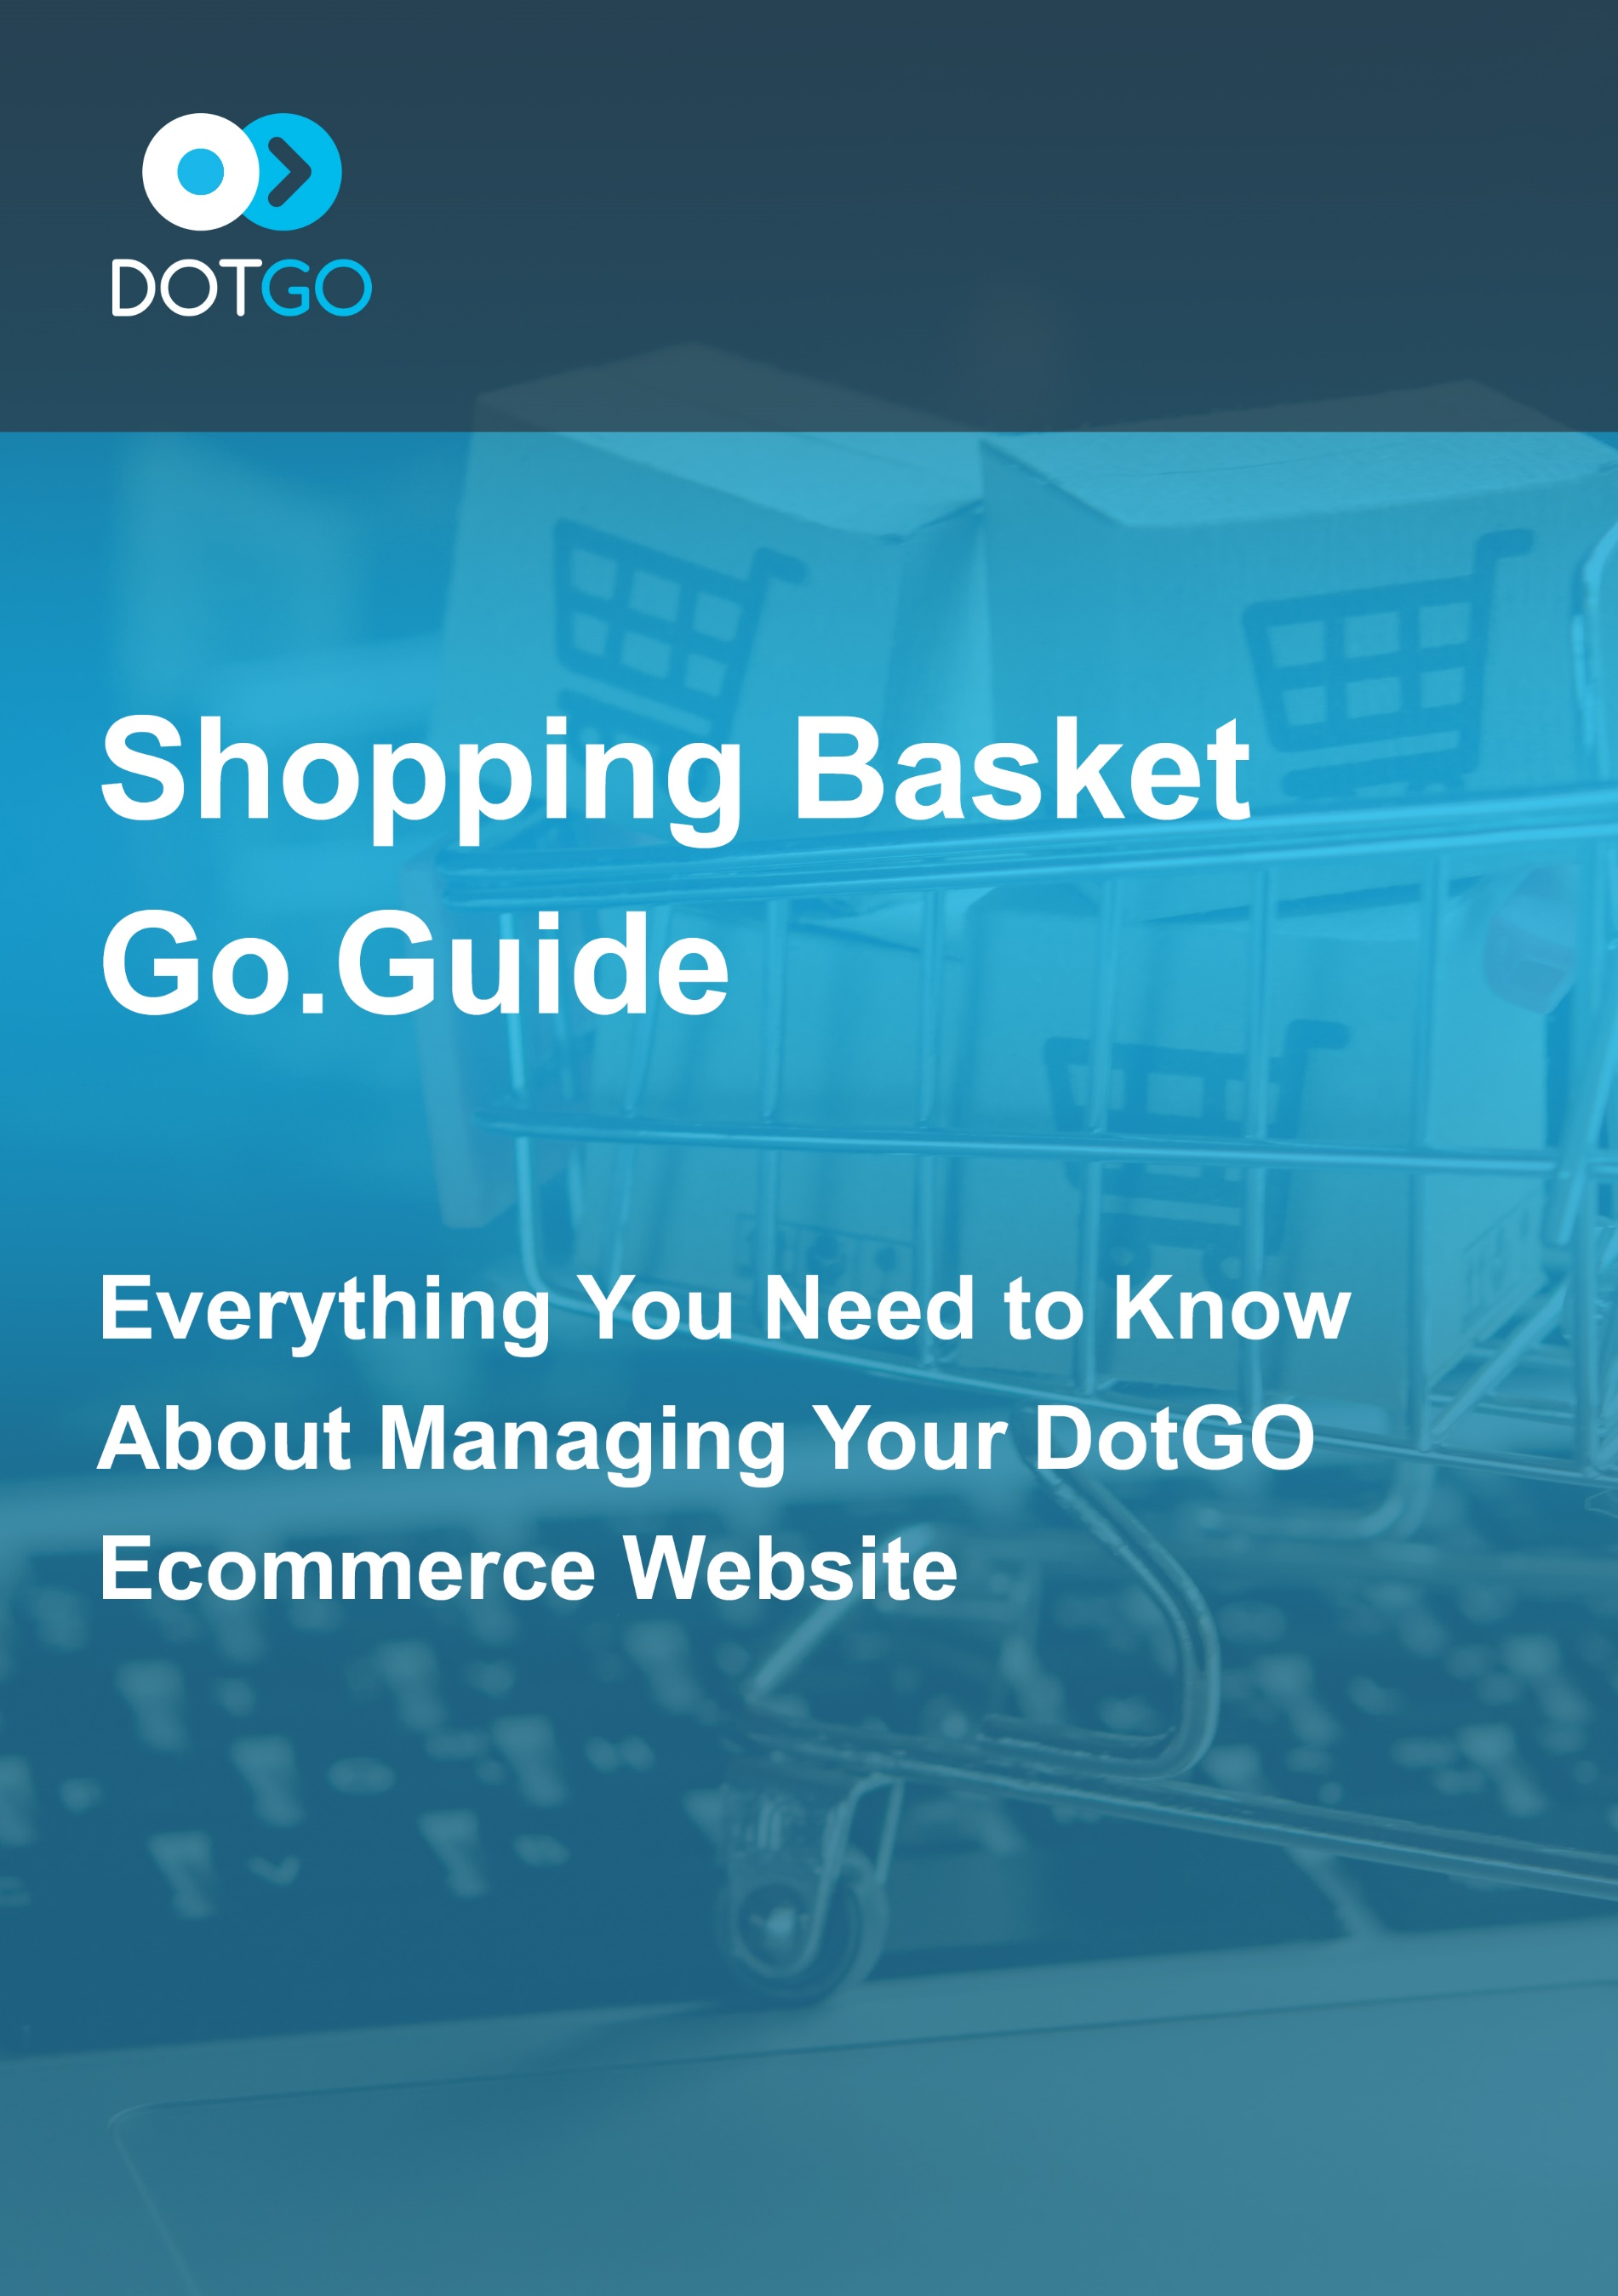 DOTGO
Shopping Basket
Go.Guide
Everything You Need to Know
About Managing Your DotGO
Ecommerce Website